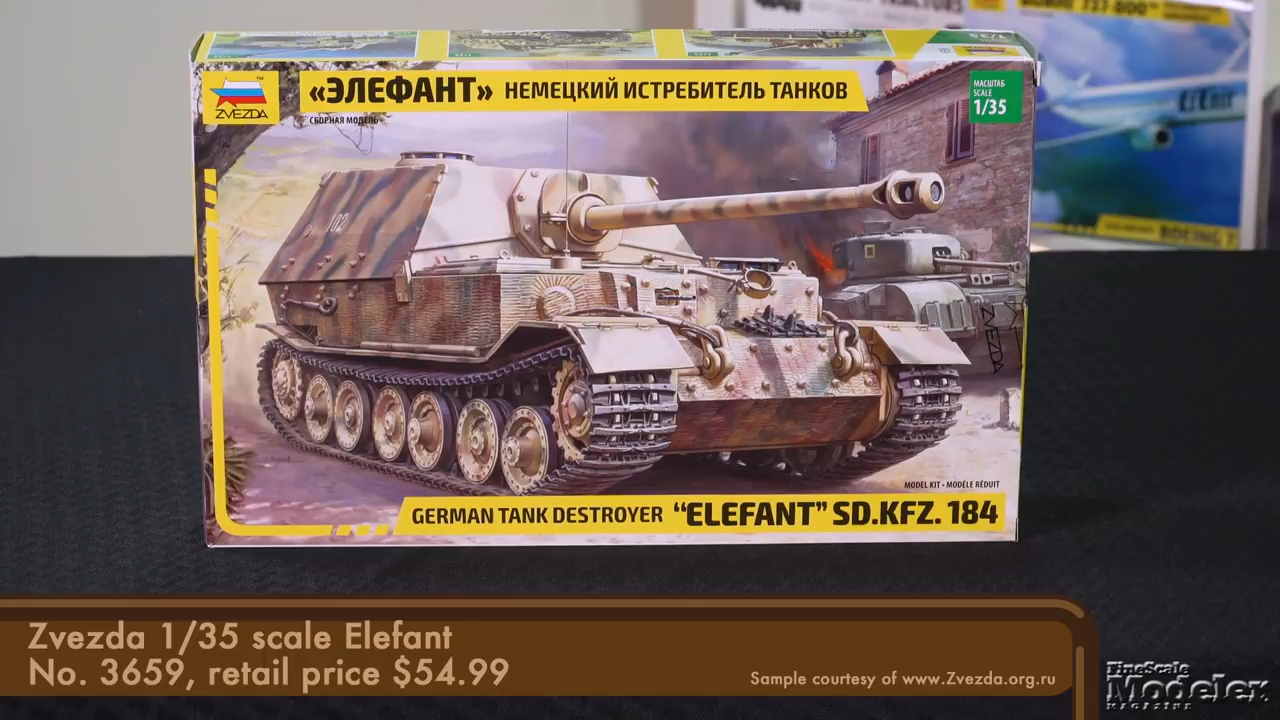 ZVEZDA
«ЭЛЕФАНТ» НЕМЕЦКИЙ ИСТРЕБИТЕЛЬ ТАНКОВ
СБОРНАЯ МОДЕЛЬ
МАСШТАБ
SCALE
1/35
102
ZVEZDA
MODEL KIT • MODÈLE RÉDUIT
GERMAN TANK DESTROYER "ELEFANT" SD.KFZ. 184
Zvezda 1/35 scale Elefant
No. 3659, retail price $54.99
Sample courtesy of www.Zvezda.org.ru
FineScale
Modeler
MAGAZINE